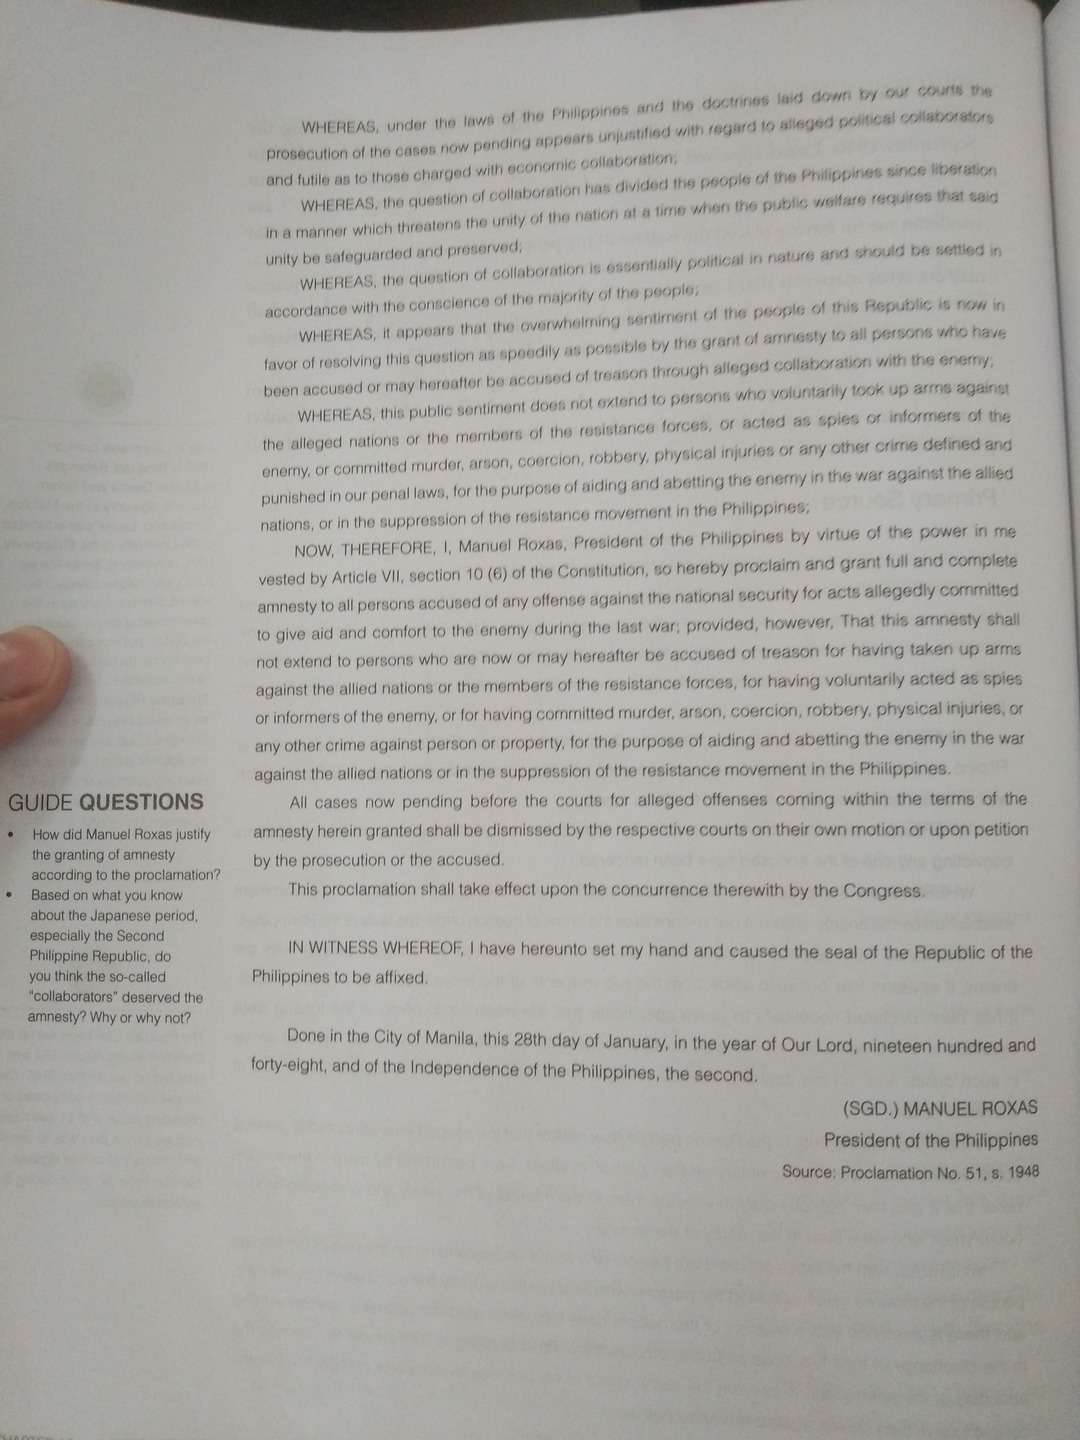 WHEREAS, under the laws of the Philippines and the doctrines laid down by our courts the
prosecution of the cases now pending appears unjustified with regard to alleged political collaborators
and futile as to those charged with economic collaboration;
WHEREAS, the question of collaboration has divided the people of the Philippines since liberation
in a manner which threatens the unity of the nation at a time when the public welfare requires that said
unity be safeguarded and preserved;
WHEREAS, the question of collaboration is essentially political in nature and should be settled in
accordance with the conscience of the majority of the people;
WHEREAS, it appears that the overwhelming sentiment of the people of this Republic is now in
favor of resolving this question as speedily as possible by the grant of amnesty to all persons who have
been accused or may hereafter be accused of treason through alleged collaboration with the enemy;
WHEREAS, this public sentiment does not extend to persons who voluntarily took up arms against
the alleged nations or the members of the resistance forces, or acted as spies or informers of the
enemy, or committed murder, arson, coercion, robbery, physical injuries or any other crime defined and
punished in our penal laws, for the purpose of aiding and abetting the enemy in the war against the allied
nations, or in the suppression of the resistance movement in the Philippines;
NOW, THEREFORE, I, Manuel Roxas, President of the Philippines by virtue of the power in me
vested by Article VII, section 10 (6) of the Constitution, so hereby proclaim and grant full and complete
amnesty to all persons accused of any offense against the national security for acts allegedly committed
to give aid and comfort to the enemy during the last war; provided, however, That this amnesty shall
not extend to persons who are now or may hereafter be accused of treason for having taken up arms
against the allied nations or the members of the resistance forces, for having voluntarily acted as spies
or informers of the enemy, or for having committed murder, arson, coercion, robbery, physical injuries, or
any other crime against person or property, for the purpose of aiding and abetting the enemy in the war
against the allied nations or in the suppression of the resistance movement in the Philippines.
All cases now pending before the courts for alleged offenses coming within the terms of the
amnesty herein granted shall be dismissed by the respective courts on their own motion or upon petition
by the prosecution or the accused.
This proclamation shall take effect upon the concurrence therewith by the Congress.
IN WITNESS WHEREOF, I have hereunto set my hand and caused the seal of the Republic of the
Philippines to be affixed.
Done in the City of Manila, this 28th day of January, in the year of Our Lord, nineteen hundred and
forty-eight, and of the Independence of the Philippines, the second.
(SGD.) MANUEL ROXAS
President of the Philippines
Source: Proclamation No. 51, s. 1948
GUIDE QUESTIONS
• How did Manuel Roxas justify
the granting of amnesty
according to the proclamation?
• Based on what you know
about the Japanese period,
especially the Second
Philippine Republic, do
you think the so-called
"collaborators" deserved the
amnesty? Why or why not?